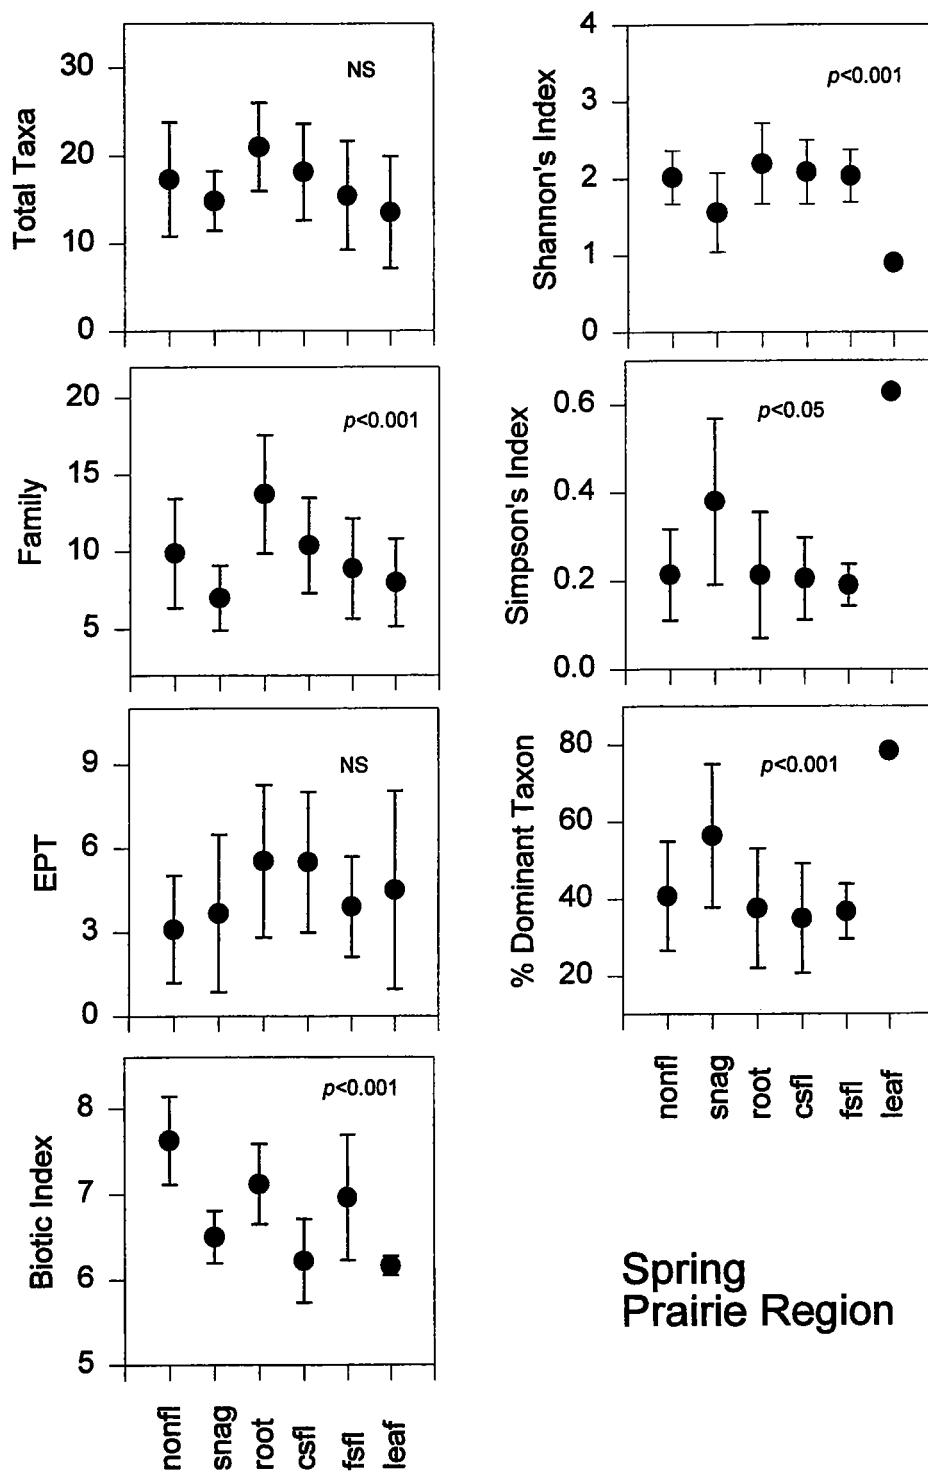 Total Taxa
30
20
10
0
NS
Family
20
15
10
5
p<0.001
EPT
9
6
3
0
NS
Biotic Index
8
7
6
5
p<0.001
nonfl
snag
root
csfl
fsfl
leaf
Shannon's Index
4
3
2
1
0
p<0.001
Simpson's Index
0.6
0.4
0.2
0.0
p<0.05
% Dominant Taxon
80
60
40
20
p<0.001
nonfl
snag
root
csfl
fsfl
leaf
Spring
Prairie Region